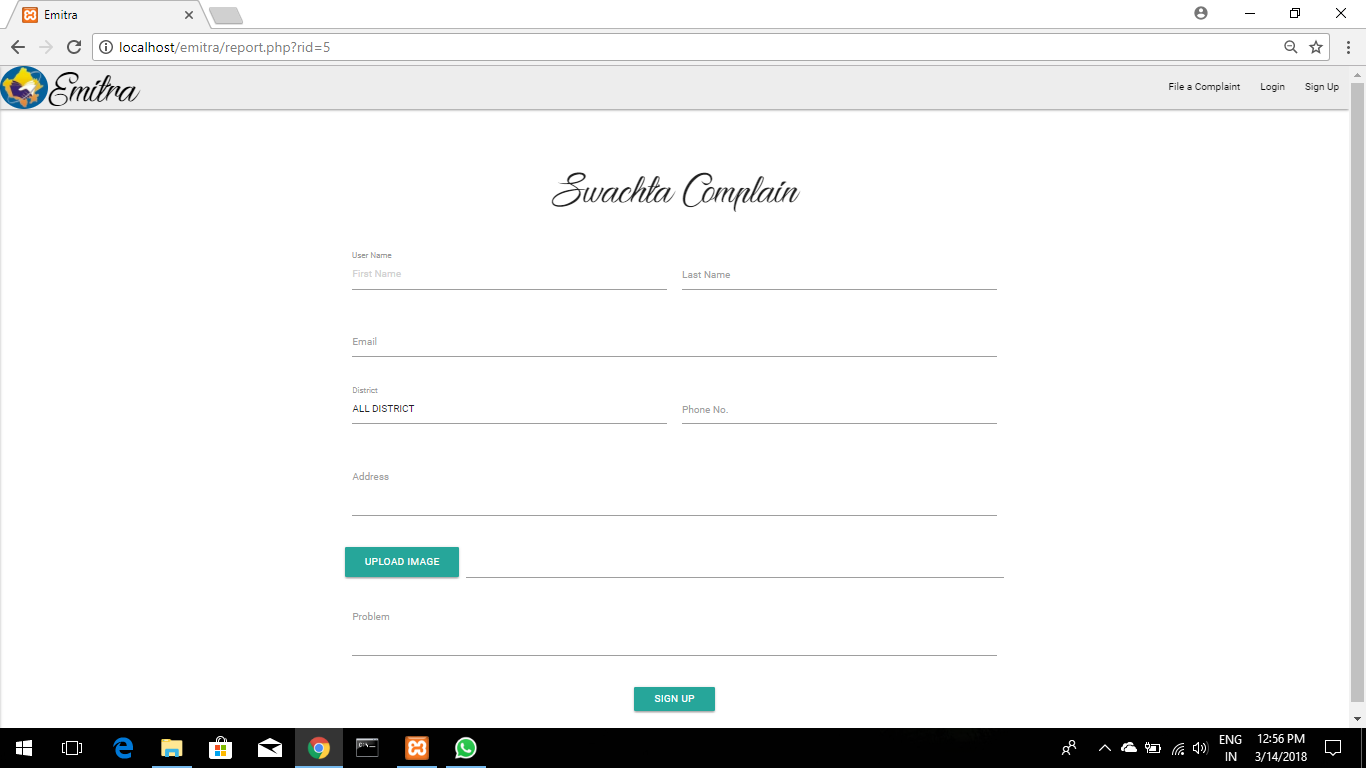 Emitra
localhost/emitra/report.php?rid=5
Emitra
File a Complaint Login Sign Up
Swachta Complain
User Name
First Name Last Name
Email
District
ALL DISTRICT Phone No.
Address
UPLOAD IMAGE
Problem
SIGN UP
ENG 12:56 PM
IN 3/14/2018